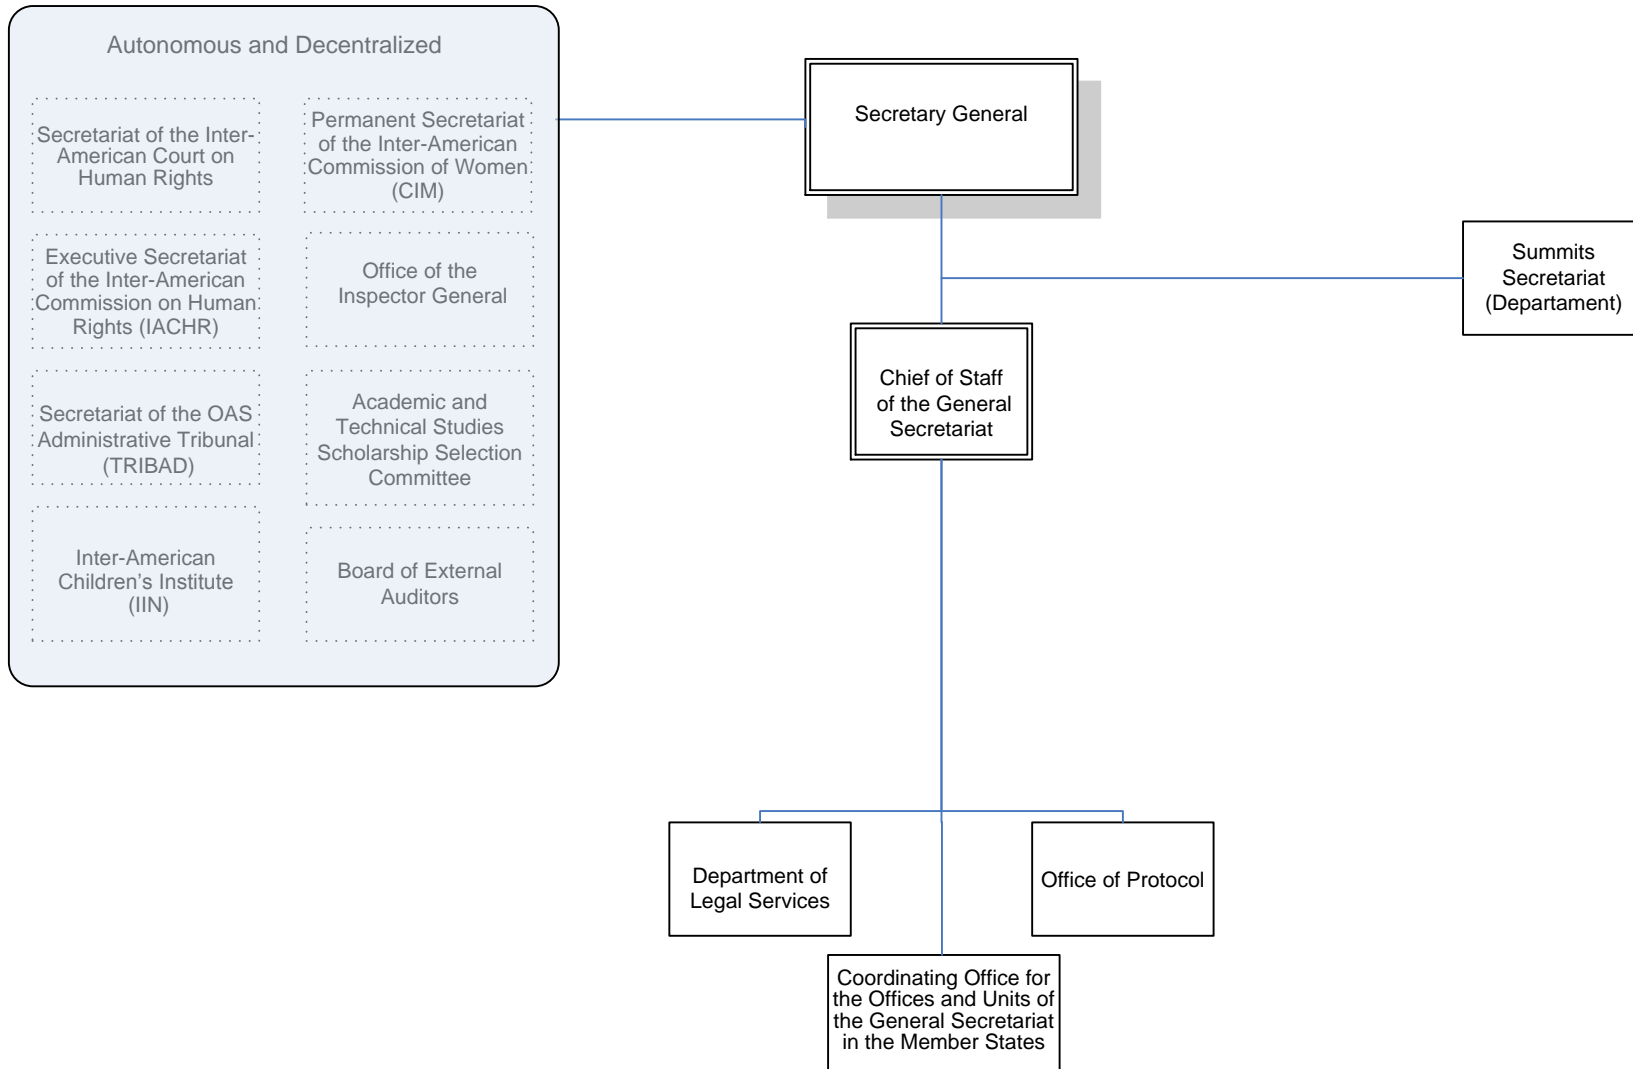 Autonomous and Decentralized
Secretariat of the Inter-
American Court on
Human Rights
Permanent Secretariat
of the Inter-American
Commission of Women
(CIM)
Executive Secretariat
of the Inter-American
Commission on Human
Rights (IACHR)
Office of the
Inspector General
Secretariat of the OAS
Administrative Tribunal
(TRIBAD)
Academic and
Technical Studies
Scholarship Selection
Committee
Inter-American
Children’s Institute
(IIN)
Board of External
Auditors
Secretary General
Summits
Secretariat
(Departament)
Chief of Staff
of the General
Secretariat
Department of
Legal Services
Office of Protocol
Coordinating Office for
the Offices and Units of
the General Secretariat
in the Member States